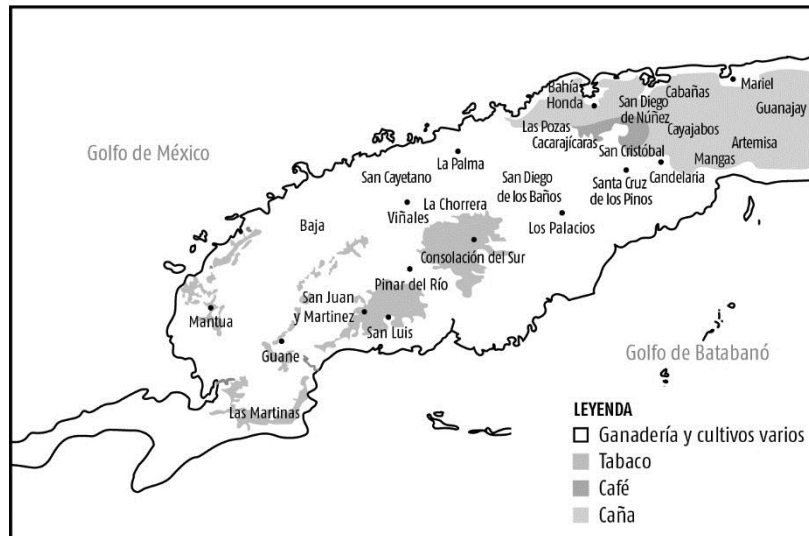 Bahía
Honda
Cabañas
Mariel
San Diego
de Núñez
Guanajay
Las Pozas
Cayajabos
Cacarajícaras
Artemisa
Golfo de México
San Cristóbal
Mangas
La Palma
San Cayetano
San Diego
de los Baños
Santa Cruz
de los Pinos
Candelaria
La Chorrera
Viñales
Los Palacios
Baja
Consolación del Sur
Pinar del Río
San Juan
y Martinez
Mantua
San Luis
Guane
Golfo de Batabanó
Las Martinas
LEYENDA
Ganadería y cultivos varios
Tabaco
Café
Caña